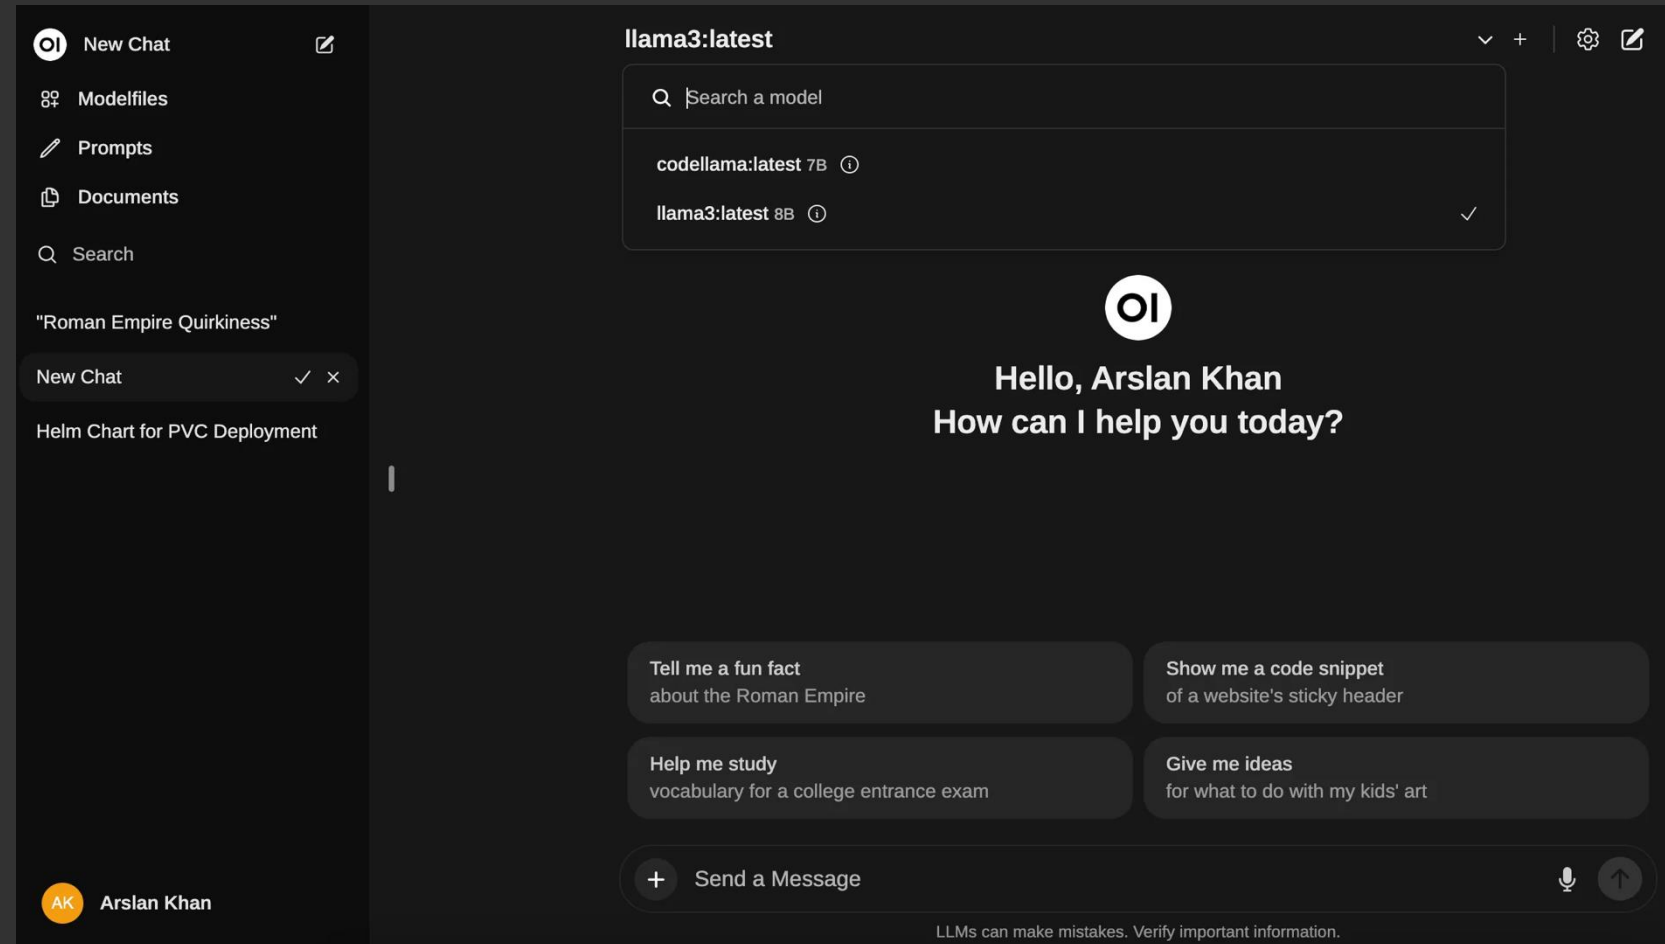 OI New Chat
Modelfiles
Prompts
Documents
Search
"Roman Empire Quirkiness"
New Chat
Helm Chart for PVC Deployment
AK Arslan Khan
llama3:latest
Search a model
codellama:latest 7B
llama3:latest 8B
OI
Hello, Arslan Khan
How can I help you today?
Tell me a fun fact
about the Roman Empire
Show me a code snippet
of a website's sticky header
Help me study
vocabulary for a college entrance exam
Give me ideas
for what to do with my kids' art
Send a Message
LLMs can make mistakes. Verify important information.